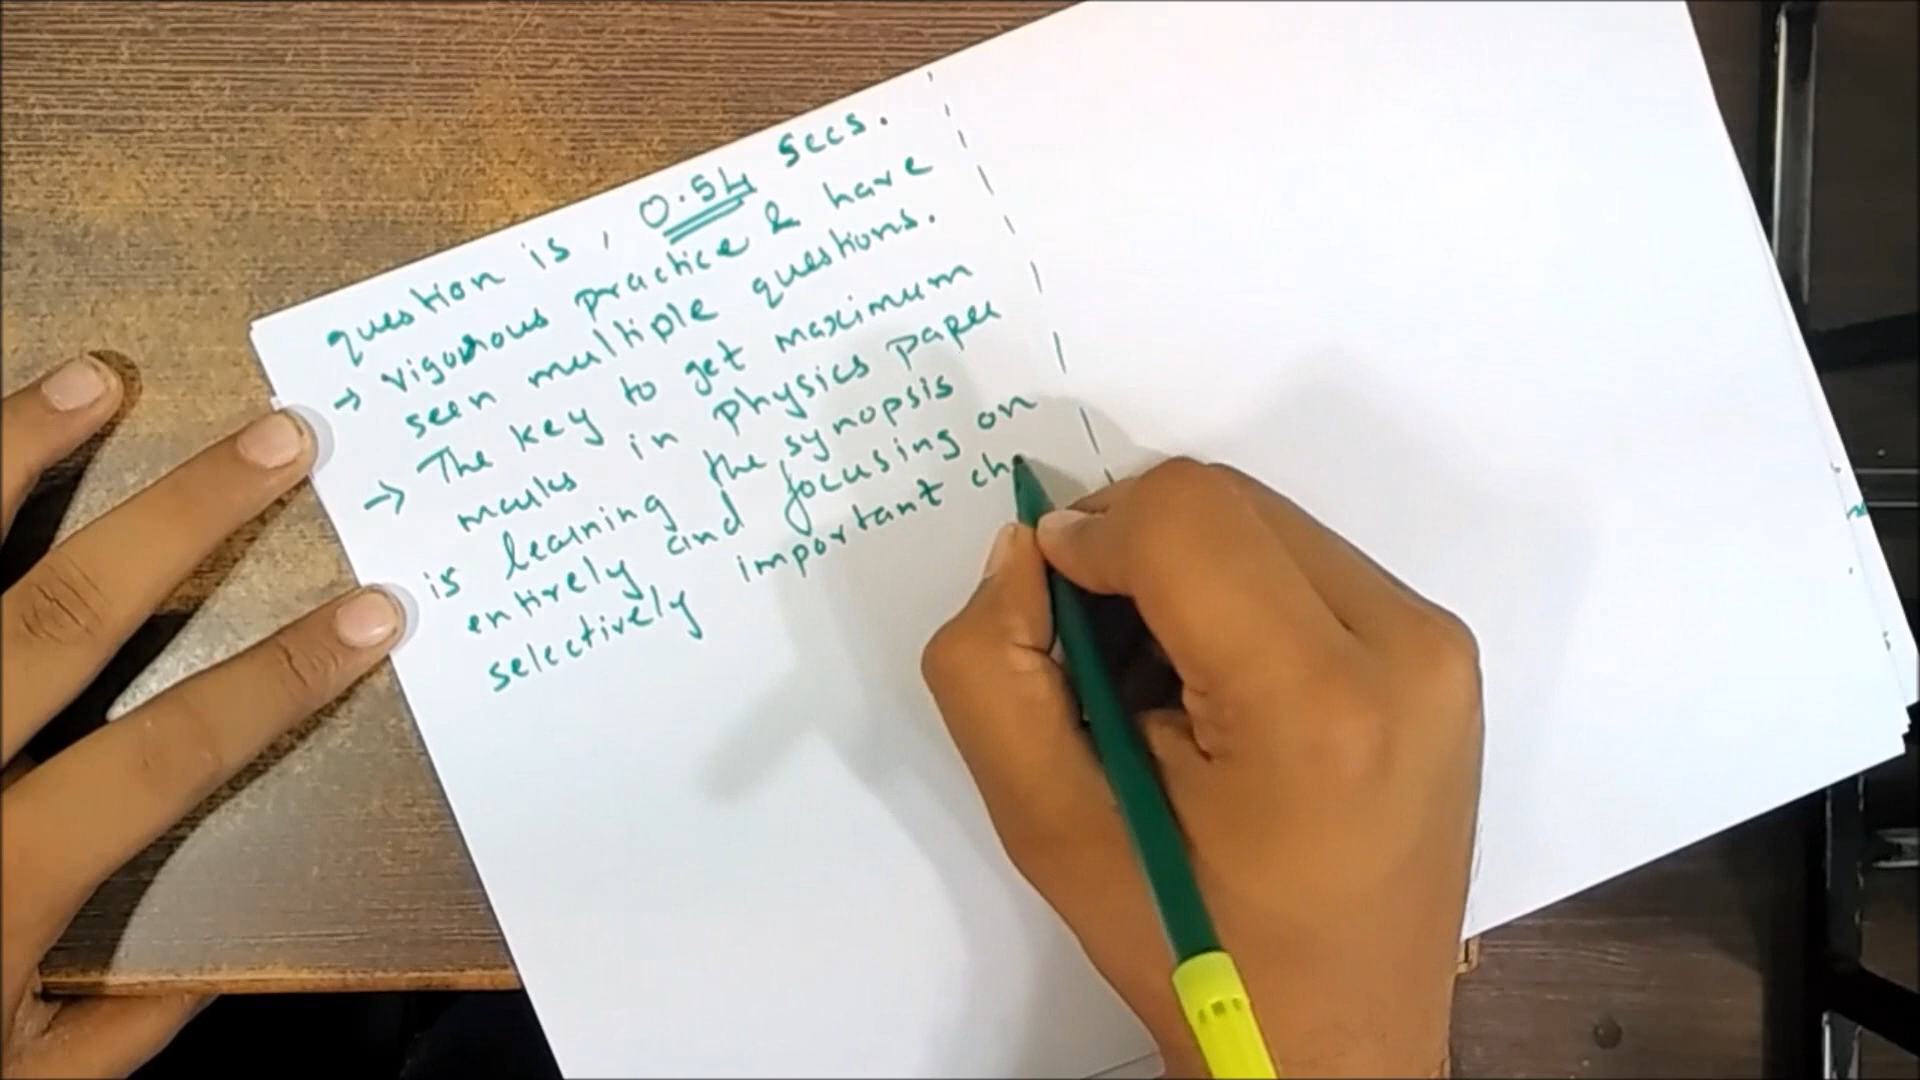 question is, 0.54 secs.
→ vigorous practice & have
seen multiple questions.
→ The key to get maximum
marks in physics paper
is learning the synopsis
entirely and focusing on
selectively important cha